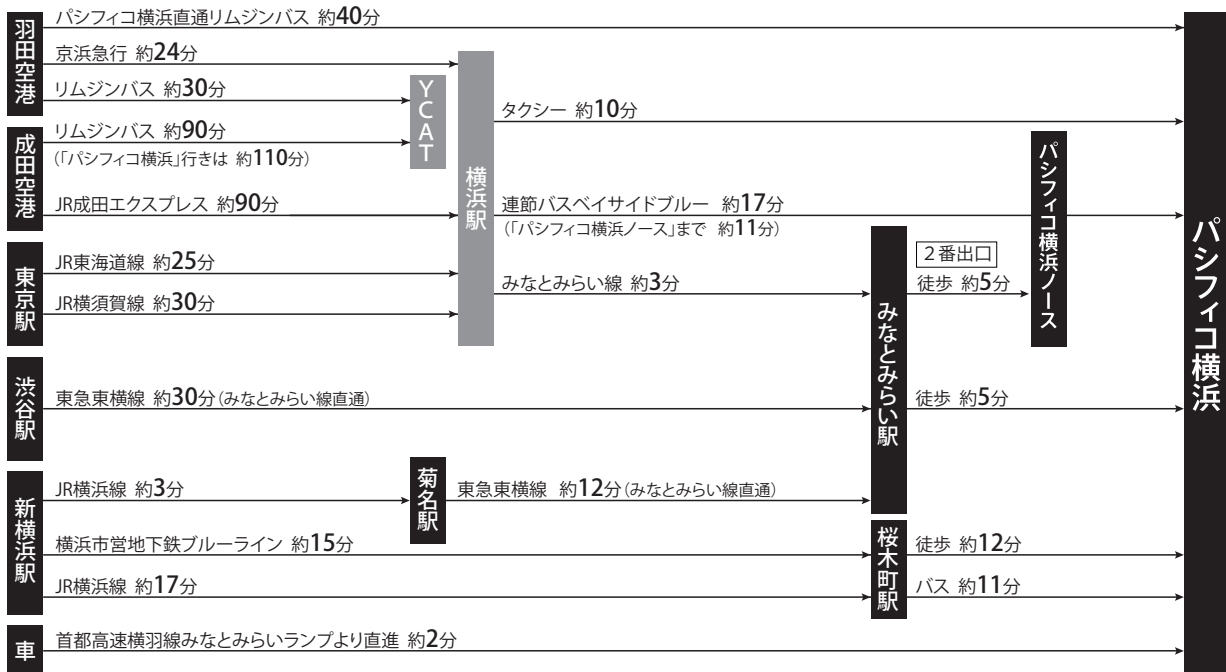 羽田空港
パシフィコ横浜直通リムジンバス 約40分
京浜急行 約24分
リムジンバス 約30分
成田空港
リムジンバス 約90分
(「パシフィコ横浜」行きは 約110分)
JR成田エクスプレス 約90分
YCAT
東京駅
JR東海道線 約25分
JR横須賀線 約30分
横浜駅
タクシー 約10分
連節バスベイサイドブルー 約17分
(「パシフィコ横浜ノース」まで 約11分)
みなとみらい線 約3分
渋谷駅
東急東横線 約30分(みなとみらい線直通)
新横浜駅
JR横浜線 約3分
菊名駅
東急東横線 約12分(みなとみらい線直通)
横浜市営地下鉄ブルーライン 約15分
JR横浜線 約17分
みなとみらい駅
2番出口
徒歩 約5分
パシフィコ横浜ノース
徒歩 約5分
桜木町駅
徒歩 約12分
バス 約11分
車
首都高速横羽線みなとみらいランプより直進 約2分
パシフィコ横浜